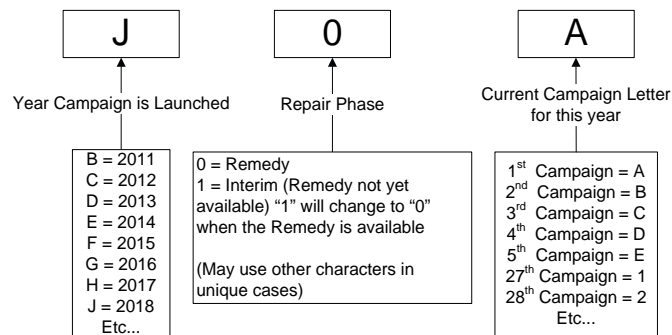 J 0 A
Year Campaign is Launched
B = 2011
C = 2012
D = 2013
E = 2014
F = 2015
G = 2016
H = 2017
J = 2018
Etc...
Repair Phase
0 = Remedy
1 = Interim (Remedy not yet
available) “1” will change to “0”
when the Remedy is available
(May use other characters in
unique cases)
Current Campaign Letter
for this year
1st Campaign = A
2nd Campaign = B
3rd Campaign = C
4th Campaign = D
5th Campaign = E
27th Campaign = 1
28th Campaign = 2
Etc...